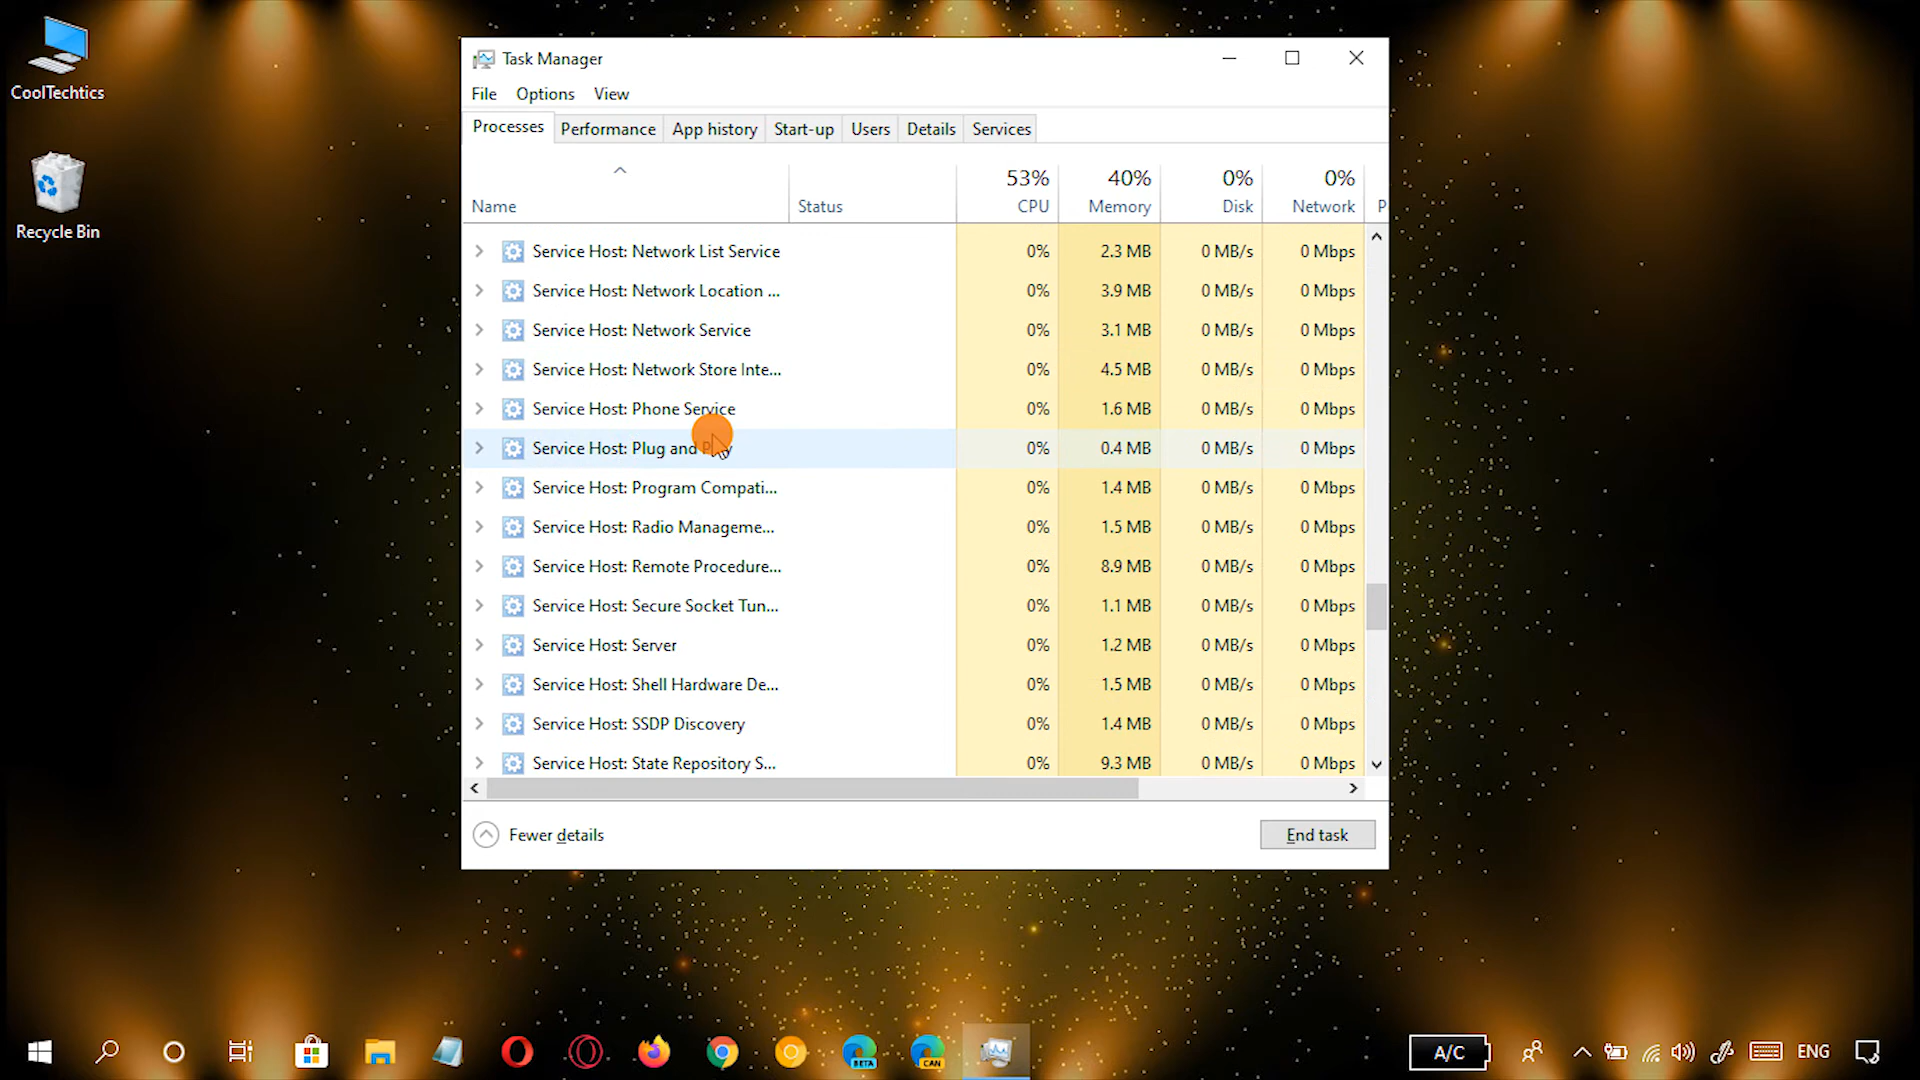 CoolTechtics
Recycle Bin
Task Manager
File Options View
Processes Performance App history Start-up Users Details Services
53% 40% 0% 0%
Name Status CPU Memory Disk Network P
Service Host: Network List Service 0% 2.3 MB 0 MB/s 0 Mbps
Service Host: Network Location ... 0% 3.9 MB 0 MB/s 0 Mbps
Service Host: Network Service 0% 3.1 MB 0 MB/s 0 Mbps
Service Host: Network Store Inte... 0% 4.5 MB 0 MB/s 0 Mbps
Service Host: Phone Service 0% 1.6 MB 0 MB/s 0 Mbps
Service Host: Plug and Play 0% 0.4 MB 0 MB/s 0 Mbps
Service Host: Program Compati... 0% 1.4 MB 0 MB/s 0 Mbps
Service Host: Radio Manageme... 0% 1.5 MB 0 MB/s 0 Mbps
Service Host: Remote Procedure... 0% 8.9 MB 0 MB/s 0 Mbps
Service Host: Secure Socket Tun... 0% 1.1 MB 0 MB/s 0 Mbps
Service Host: Server 0% 1.2 MB 0 MB/s 0 Mbps
Service Host: Shell Hardware De... 0% 1.5 MB 0 MB/s 0 Mbps
Service Host: SSDP Discovery 0% 1.4 MB 0 MB/s 0 Mbps
Service Host: State Repository S... 0% 9.3 MB 0 MB/s 0 Mbps
Fewer details End task
BETA CAN A/C ENG